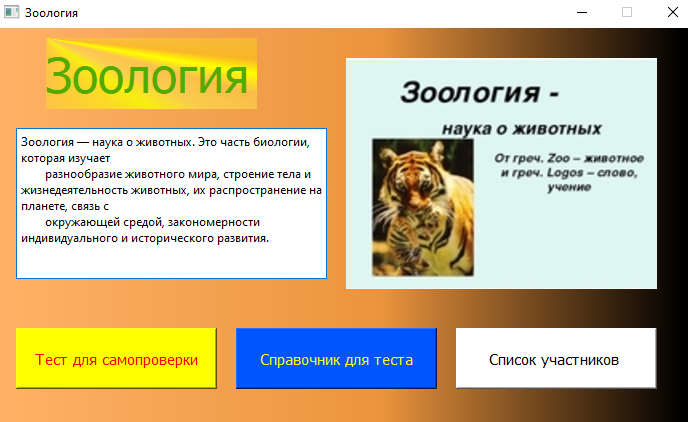 Зоология
Зоология
Зоология — наука о животных. Это часть биологии,
которая изучает
разнообразие животного мира, строение тела и
жизнедеятельность животных, их распространение на
планете, связь с
окружающей средой, закономерности
индивидуального и исторического развития.
Зоология -
наука о животных
От греч. Zoo – животное
и греч. Logos – слово,
учение
Тест для самопроверки
Справочник для теста
Список участников